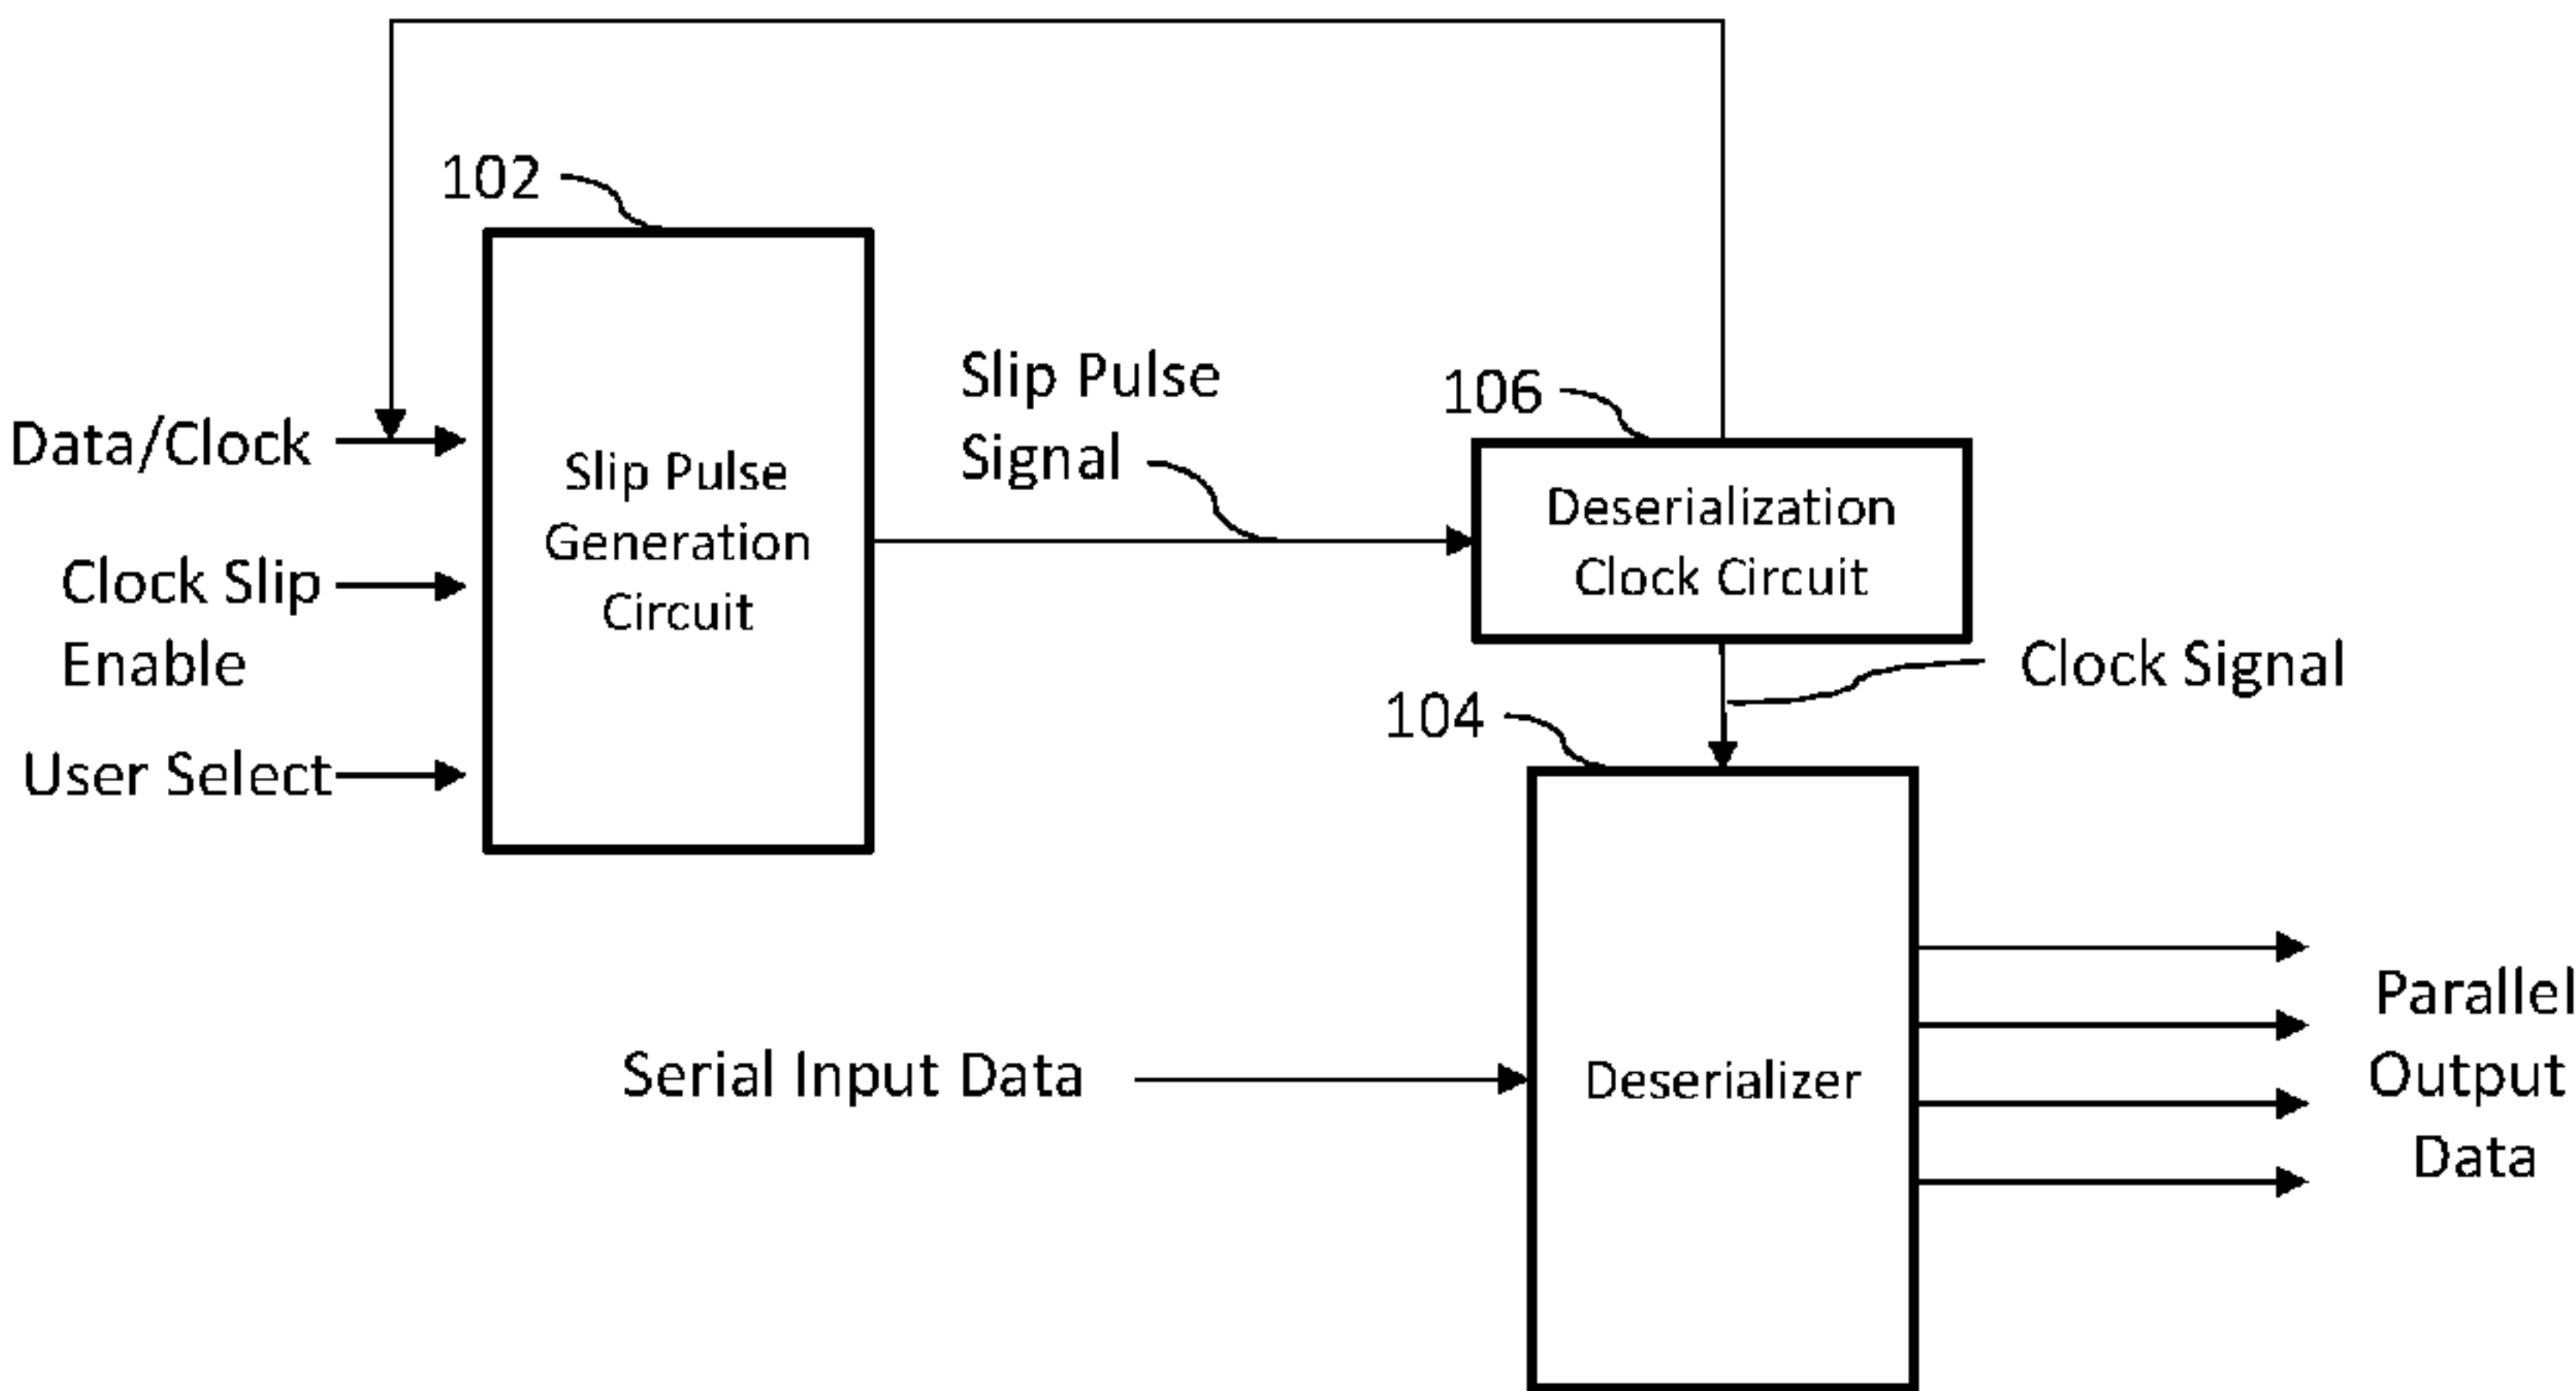 102
Data/Clock
Clock Slip
Enable
User Select
Slip Pulse
Generation
Circuit
Slip Pulse
Signal
106
Deserialization
Clock Circuit
Clock Signal
104
Serial Input Data
Deserializer
Parallel
Output
Data